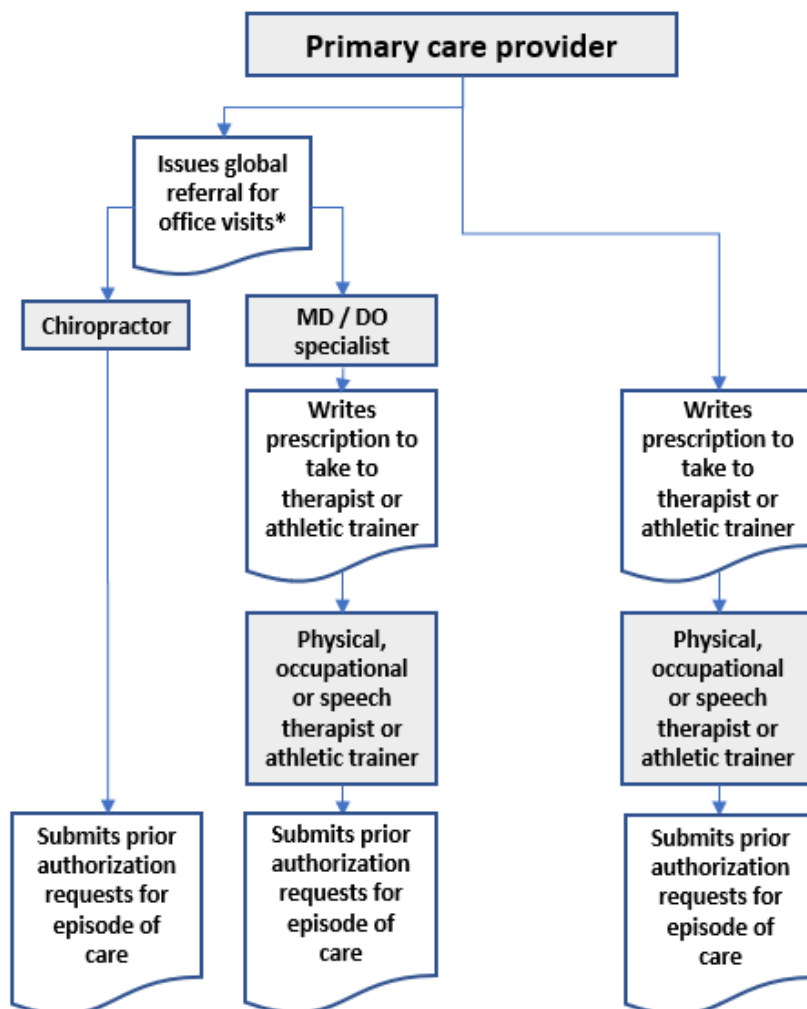 Primary care provider
Issues global
referral for
office visits*
Chiropractor
MD / DO
specialist
Writes
prescription to
take to
therapist or
athletic trainer
Writes
prescription to
take to
therapist or
athletic trainer
Physical,
occupational
or speech
therapist or
athletic trainer
Physical,
occupational
or speech
therapist or
athletic trainer
Submits prior
authorization
requests for
episode of
care
Submits prior
authorization
requests for
episode of
care
Submits prior
authorization
requests for
episode of
care